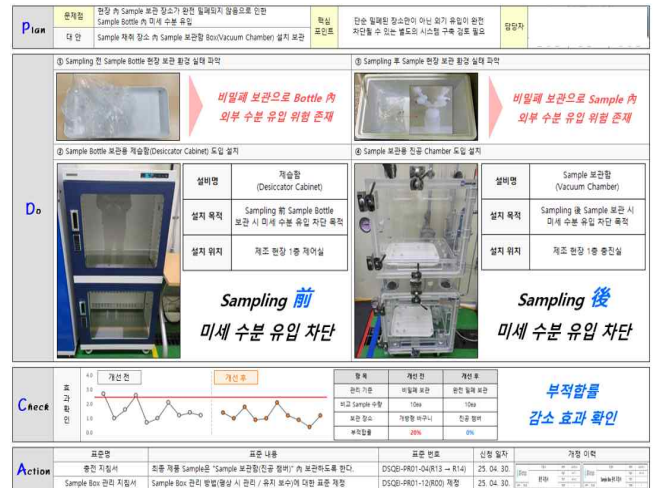 Plan
문제점
현장 內 Sample 보관 장소가 완전 밀폐되지 않음으로 인한
Sample Bottle 內 미세 수분 유입
대 안
Sample 채취 장소 內 Sample 보관함 Box(Vacuum Chamber) 설치 보관
핵심
포인트
단순 밀폐된 장소만이 아닌 외기 유입이 완전
차단될 수 있는 별도의 시스템 구축 검토 필요
담당자
Do
① Sampling 전 Sample Bottle 현장 보관 환경 실태 파악
비밀폐 보관으로 Bottle 內
외부 수분 유입 위험 존재
③ Sampling 후 Sample 현장 보관 환경 실태 파악
비밀폐 보관으로 Sample 內
외부 수분 유입 위험 존재
② Sample Bottle 보관용 제습함(Desiccator Cabinet) 도입 설치
설비명
제습함
(Desiccator Cabinet)
설치 목적
Sampling 前 Sample Bottle
보관 시 미세 수분 유입 차단 목적
설치 위치
제조 현장 1층 제어실
Sampling 前
미세 수분 유입 차단
④ Sample 보관용 진공 Chamber 도입 설치
설비명
Sample 보관함
(Vacuum Chamber)
설치 목적
Sampling 後 Sample 보관 시
미세 수분 유입 차단 목적
설치 위치
제조 현장 1층 충진실
Sampling 後
미세 수분 유입 차단
Check
효과확인
4.0
3.0
2.0
1.0
0.0
개선 전
개선 후
항 목 개선 전 개선 후
관리 기준 비밀폐 보관 완전 밀폐 보관
비교 Sample 수량 10ea 10ea
보관 장소 개방형 바구니 진공 챔버
부적합률 20% 0%
부적합률
감소 효과 확인
Action
표준명 표준 내용 표준 번호 신청 일자 개정 이력
충전 지침서 최종 제품 Sample은 "Sample 보관함(진공 챔버)" 內 보관하도록 한다. DSQEI-PR01-04(R13 → R14) 25. 04. 30.
Sample Box 관리 지침서 Sample Box 관리 방법(평상 시 관리 / 유지 보수)에 대한 표준 제정 DSQEI-PR01-12(R00) 제정 25. 04. 30.